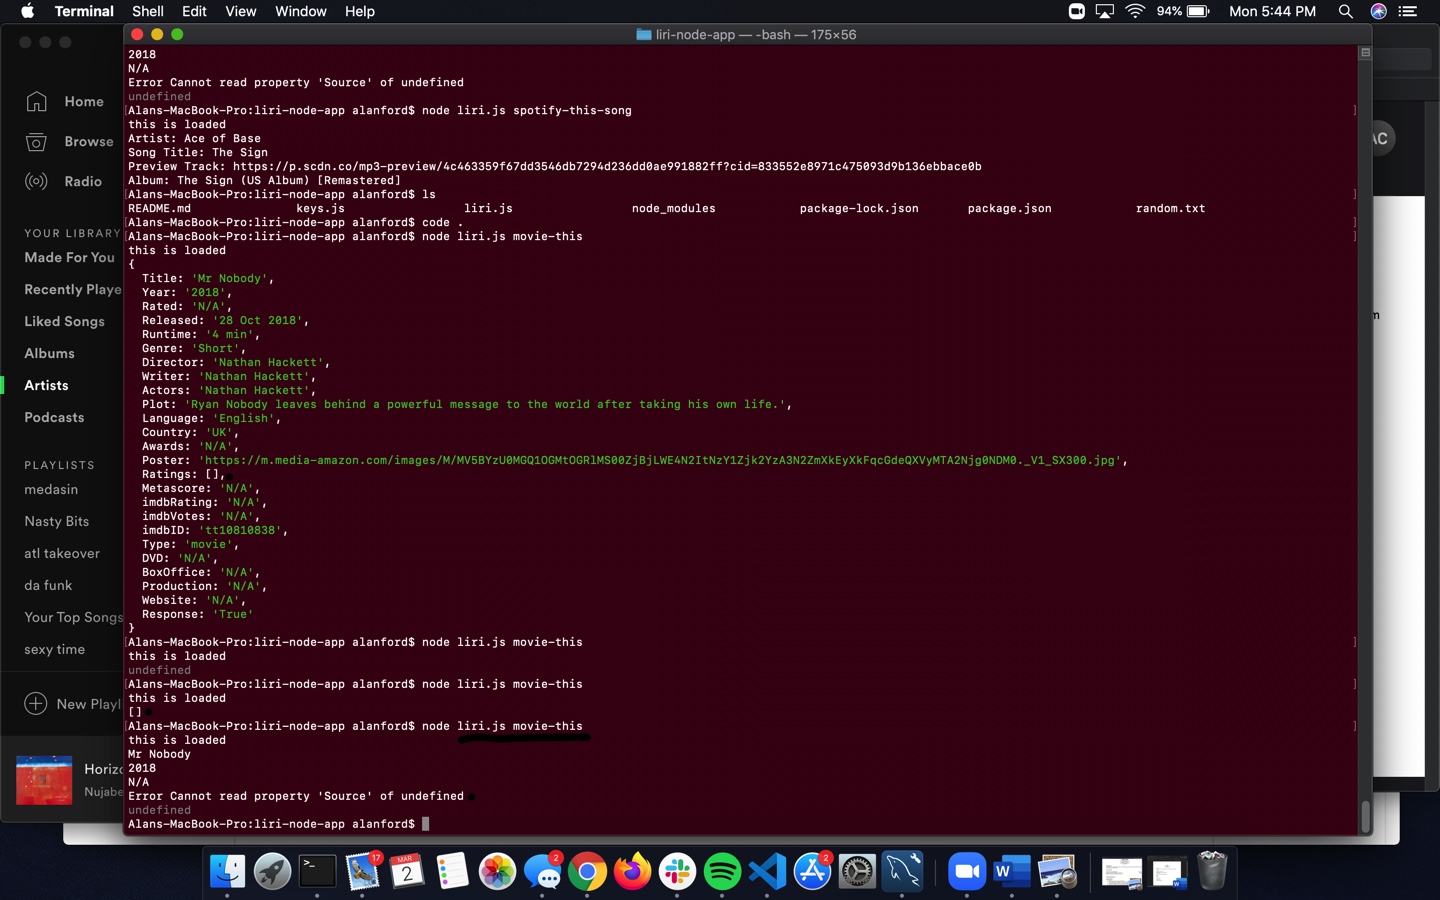 Terminal Shell Edit View Window Help 94% Mon 5:44 PM
liri-node-app — -bash — 175×56
Home
Browse
Radio
YOUR LIBRARY
Made For You
Recently Playe
Liked Songs
Albums
Artists
Podcasts
PLAYLISTS
medasin
Nasty Bits
atl takeover
da funk
Your Top Songs
sexy time
New Playl
Horizo
Nujabe
AC
m
2018
N/A
Error Cannot read property 'Source' of undefined
undefined
[Alans-MacBook-Pro:liri-node-app alanford$ node liri.js spotify-this-song ]
this is loaded
Artist: Ace of Base
Song Title: The Sign
Preview Track: https://p.scdn.co/mp3-preview/4c463359f67dd3546db7294d236dd0ae991882ff?cid=833552e8971c475093d9b136ebbace0b
Album: The Sign (US Album) [Remastered]
[Alans-MacBook-Pro:liri-node-app alanford$ ls ]
README.md keys.js liri.js node_modules package-lock.json package.json random.txt
[Alans-MacBook-Pro:liri-node-app alanford$ code . ]
[Alans-MacBook-Pro:liri-node-app alanford$ node liri.js movie-this ]
this is loaded
{
Title: 'Mr Nobody',
Year: '2018',
Rated: 'N/A',
Released: '28 Oct 2018',
Runtime: '4 min',
Genre: 'Short',
Director: 'Nathan Hackett',
Writer: 'Nathan Hackett',
Actors: 'Nathan Hackett',
Plot: 'Ryan Nobody leaves behind a powerful message to the world after taking his own life.',
Language: 'English',
Country: 'UK',
Awards: 'N/A',
Poster: 'https://m.media-amazon.com/images/M/MV5BYzU0MGQ1OGMtOGRlMS00ZjBjLWE4N2ItNzY1Zjk2YzA3N2ZmXkEyXkFqcGdeQXVyMTA2Njg0NDM0._V1_SX300.jpg',
Ratings: [],
Metascore: 'N/A',
imdbRating: 'N/A',
imdbVotes: 'N/A',
imdbID: 'tt10810838',
Type: 'movie',
DVD: 'N/A',
BoxOffice: 'N/A',
Production: 'N/A',
Website: 'N/A',
Response: 'True'
}
[Alans-MacBook-Pro:liri-node-app alanford$ node liri.js movie-this ]
this is loaded
undefined
[Alans-MacBook-Pro:liri-node-app alanford$ node liri.js movie-this ]
this is loaded
[]
[Alans-MacBook-Pro:liri-node-app alanford$ node liri.js movie-this ]
this is loaded
Mr Nobody
2018
N/A
Error Cannot read property 'Source' of undefined
undefined
Alans-MacBook-Pro:liri-node-app alanford$
>_ 17 MAR 2 2 2 W